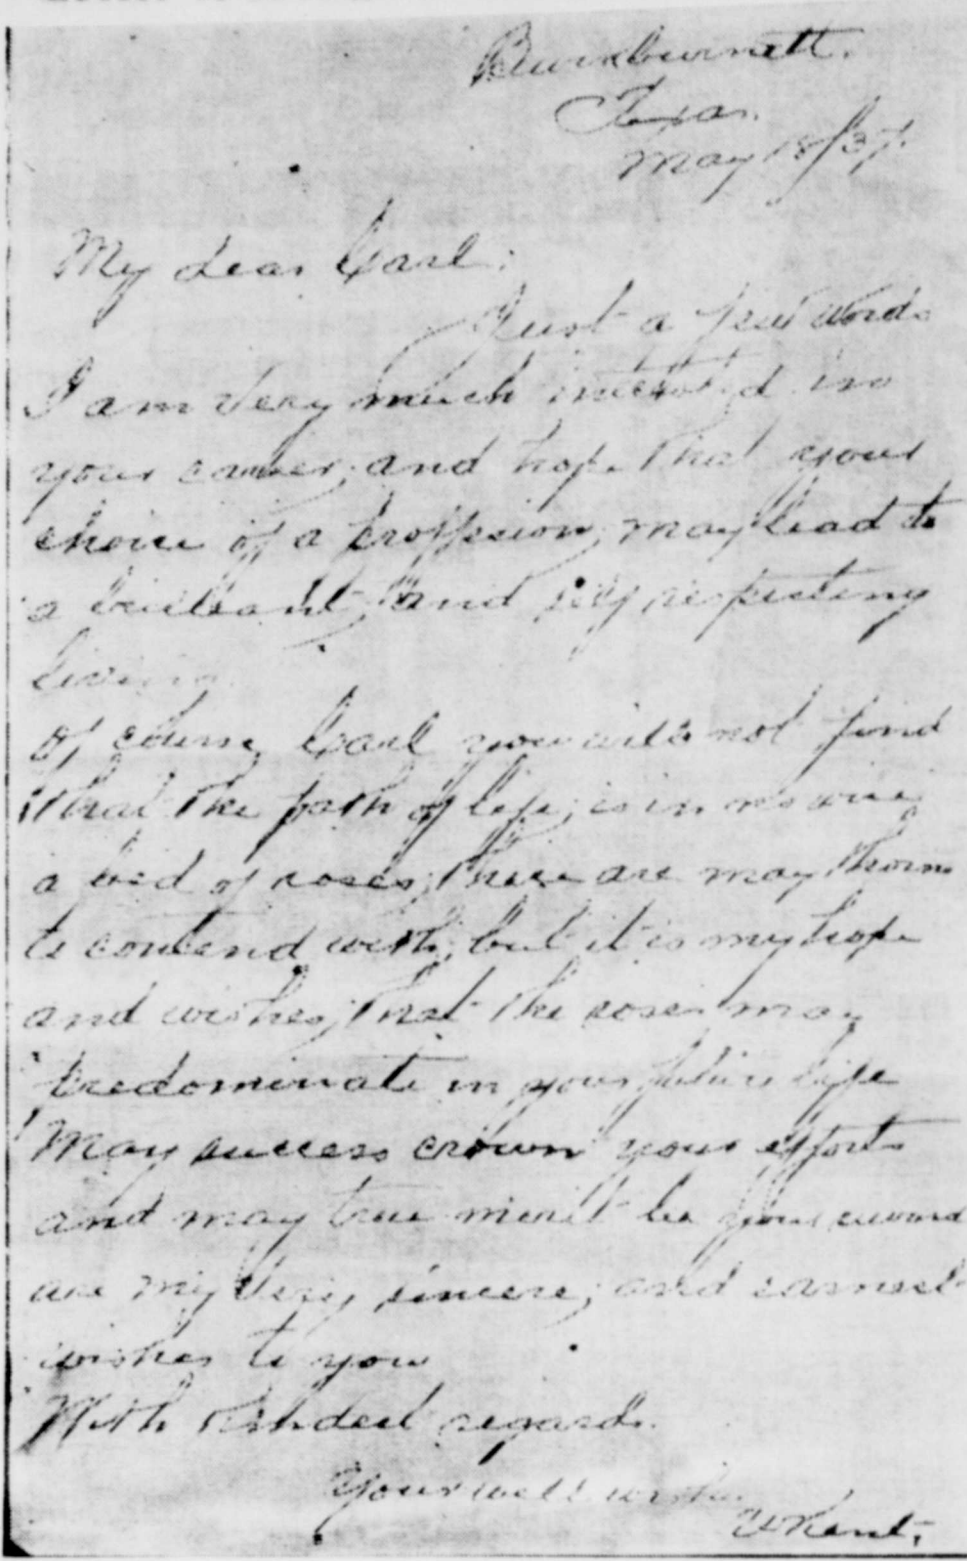 Burkburnett.
Texas.
May 18/37.
My dear Carl;
Just a few words
I am very much interested in
your career; and hope that your
choice of a proffesion; may lead to
a brilliant; and self respecting
living.
Of course, Carl you will not find
that the path of life; is in no wise
a bed of roses; there are may thorns
to contend with; but it is my hope
and wishes; that the roses may
predominate in your future life
May success crown your efforts
and may true merit be your reward
are my very sincere; and earnest
wishes to you
With kindest regards.
Your well wisher
Kent.